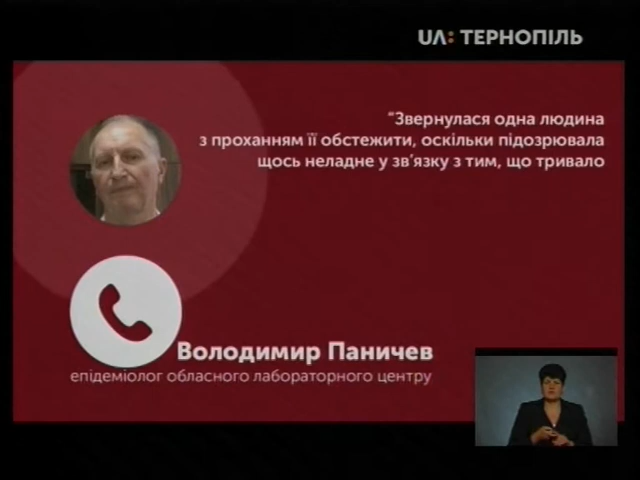 UA: ТЕРНОПІЛЬ
"Звернулася одна людина
з проханням її обстежити, оскільки підозрювала
щось неладне у зв'язку з тим, що тривало
Володимир Паничев
епідеміолог обласного лабораторного центру